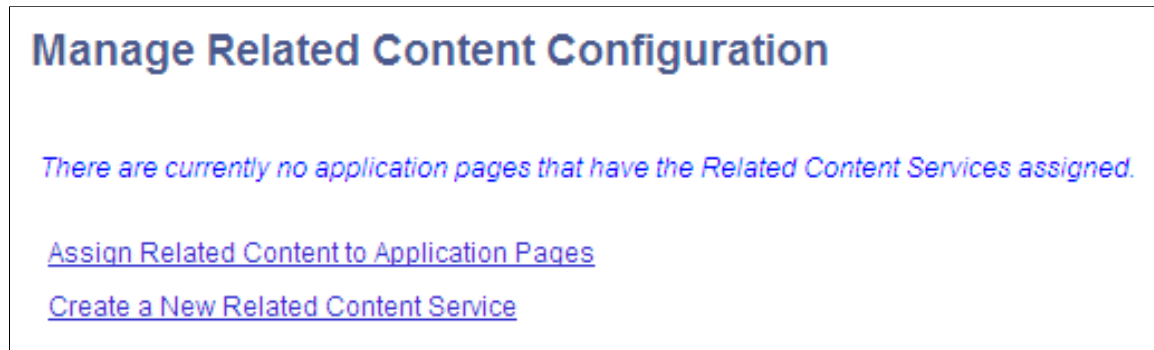 Manage Related Content Configuration
There are currently no application pages that have the Related Content Services assigned.
Assign Related Content to Application Pages
Create a New Related Content Service